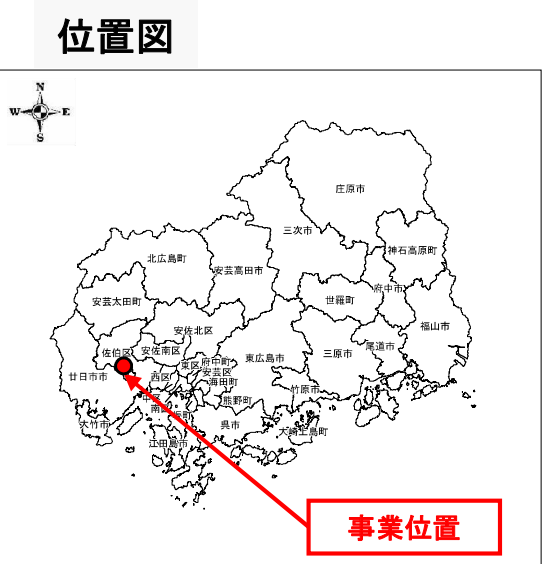 位置図
N
W E
S
庄原市
三次市
神石高原町
北広島町
安芸高田市
府中市
世羅町
安芸太田町
福山市
安佐北区
尾道市
佐伯区
安佐南区
三原市
東広島市
府中町
東区
安芸区
西区
廿日市市
海田町
竹原市
中区
熊野町
南区
坂町
大竹市
呉市
大崎上島町
江田島市
事業位置